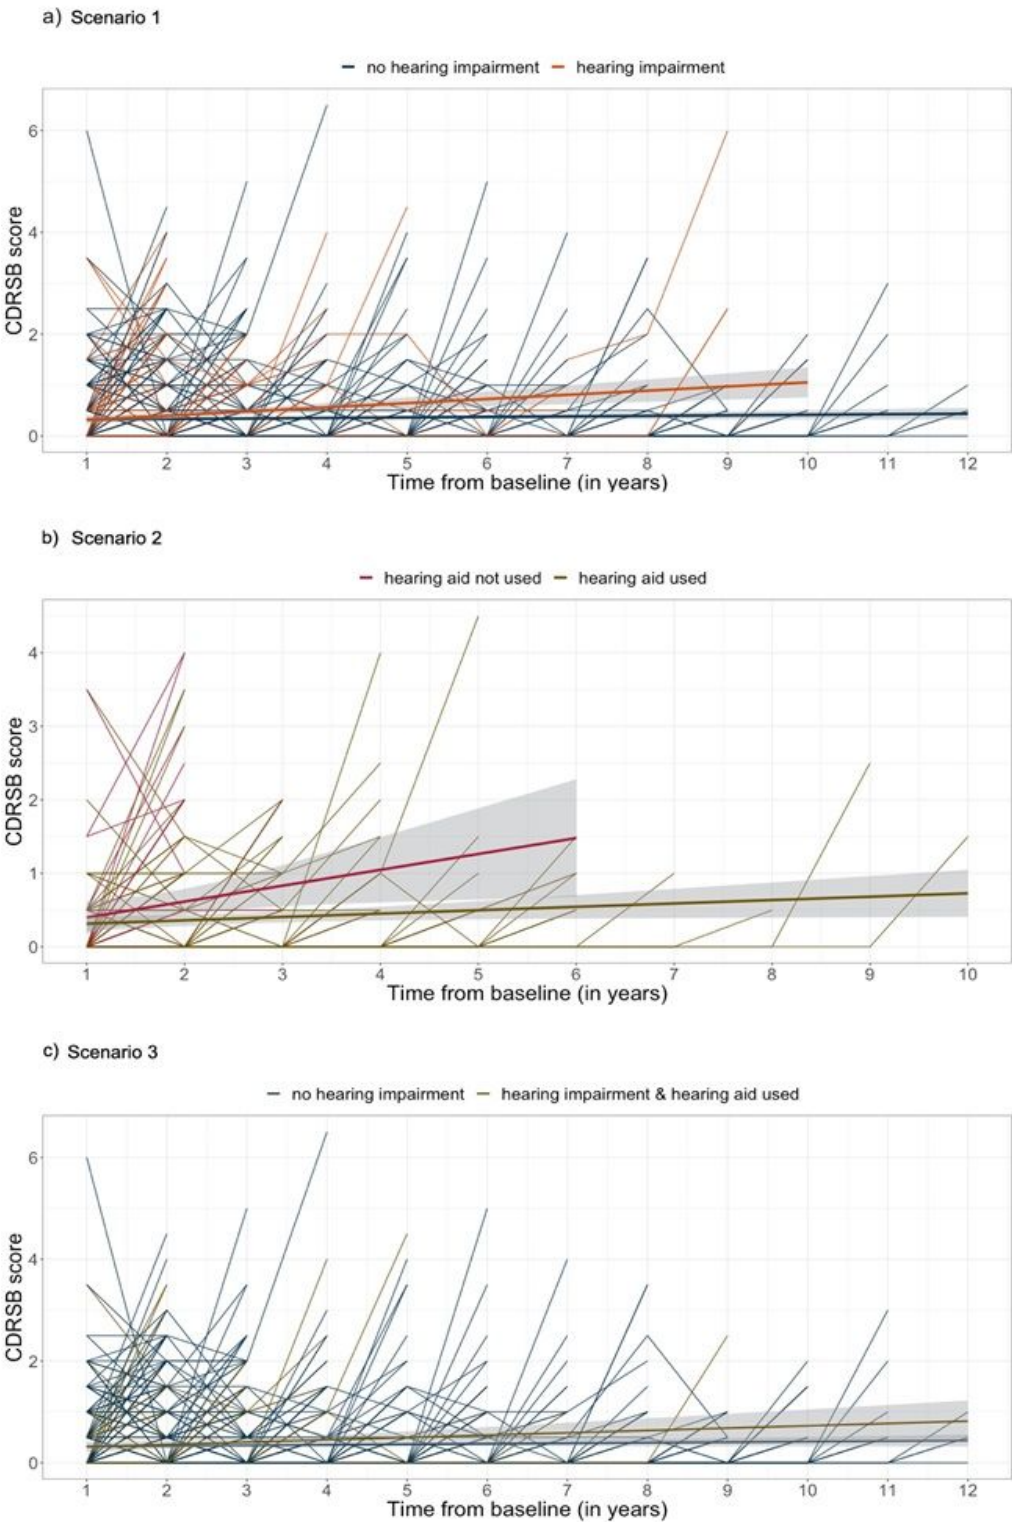 a) Scenario 1
no hearing impairment hearing impairment
CDRSB score
6
4
2
0
1 2 3 4 5 6 7 8 9 10 11 12
Time from baseline (in years)
b) Scenario 2
hearing aid not used hearing aid used
CDRSB score
4
3
2
1
0
1 2 3 4 5 6 7 8 9 10
Time from baseline (in years)
c) Scenario 3
no hearing impairment hearing impairment & hearing aid used
CDRSB score
6
4
2
0
1 2 3 4 5 6 7 8 9 10 11 12
Time from baseline (in years)